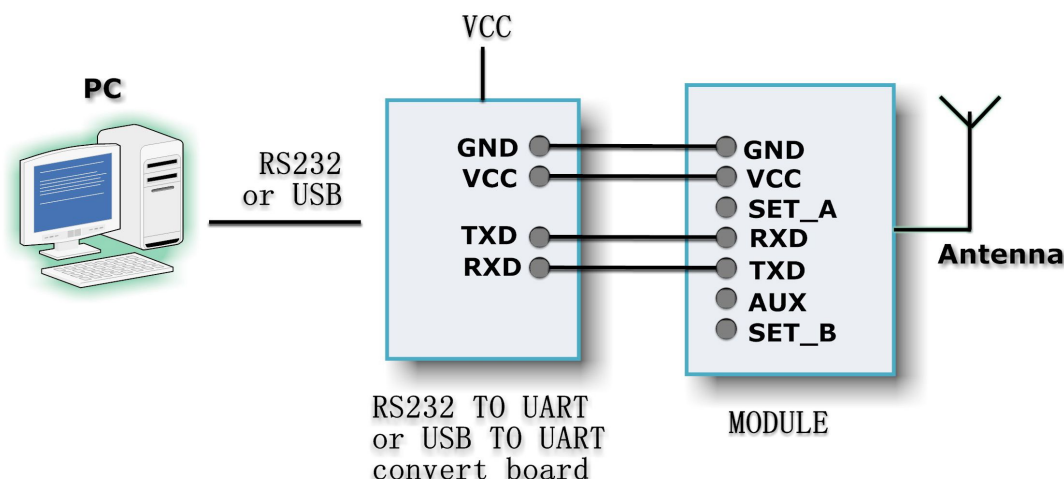 VCC
PC
RS232
or USB
GND
VCC
TXD
RXD
GND
VCC
SET_A
RXD
TXD
AUX
SET_B
Antenna
RS232 TO UART
or USB TO UART
convert board
MODULE